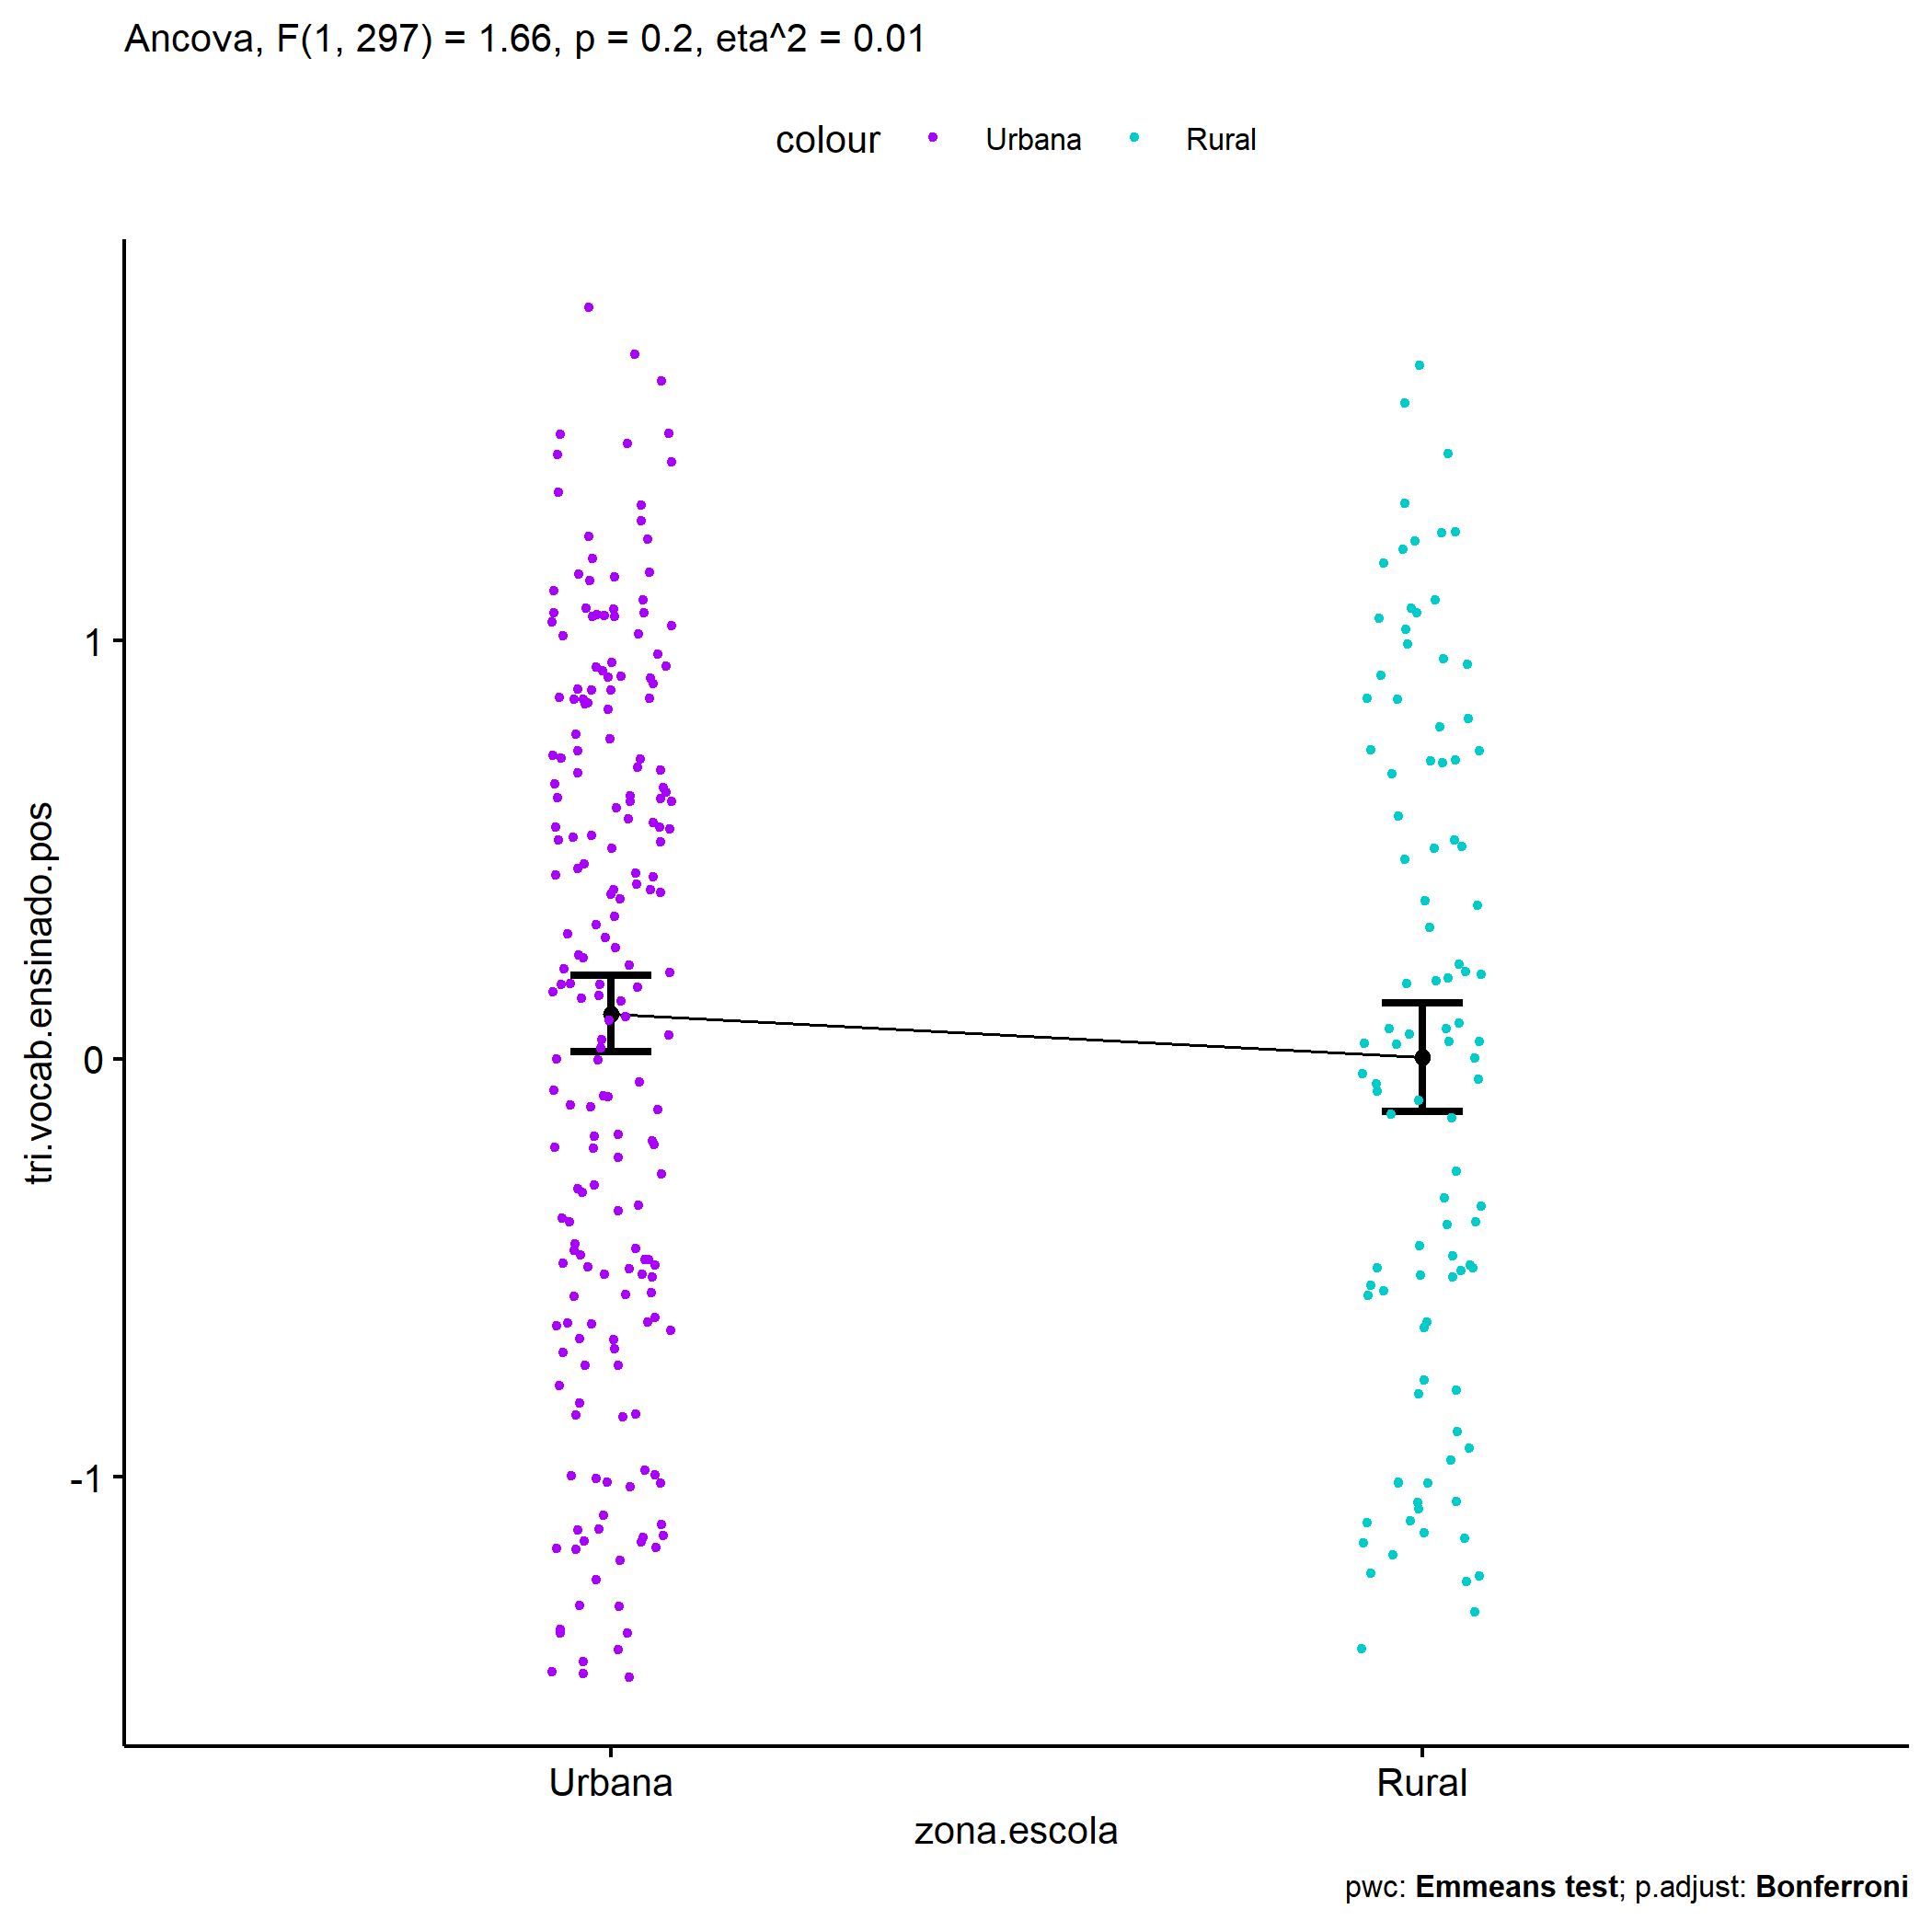 Ancova, F(1, 297) = 1.66, p = 0.2, eta^2 = 0.01
colour Urbana Rural
tri.vocab.ensinado.pos
1
0
-1
Urbana Rural
zona.escola
pwc: Emmeans test; p.adjust: Bonferroni